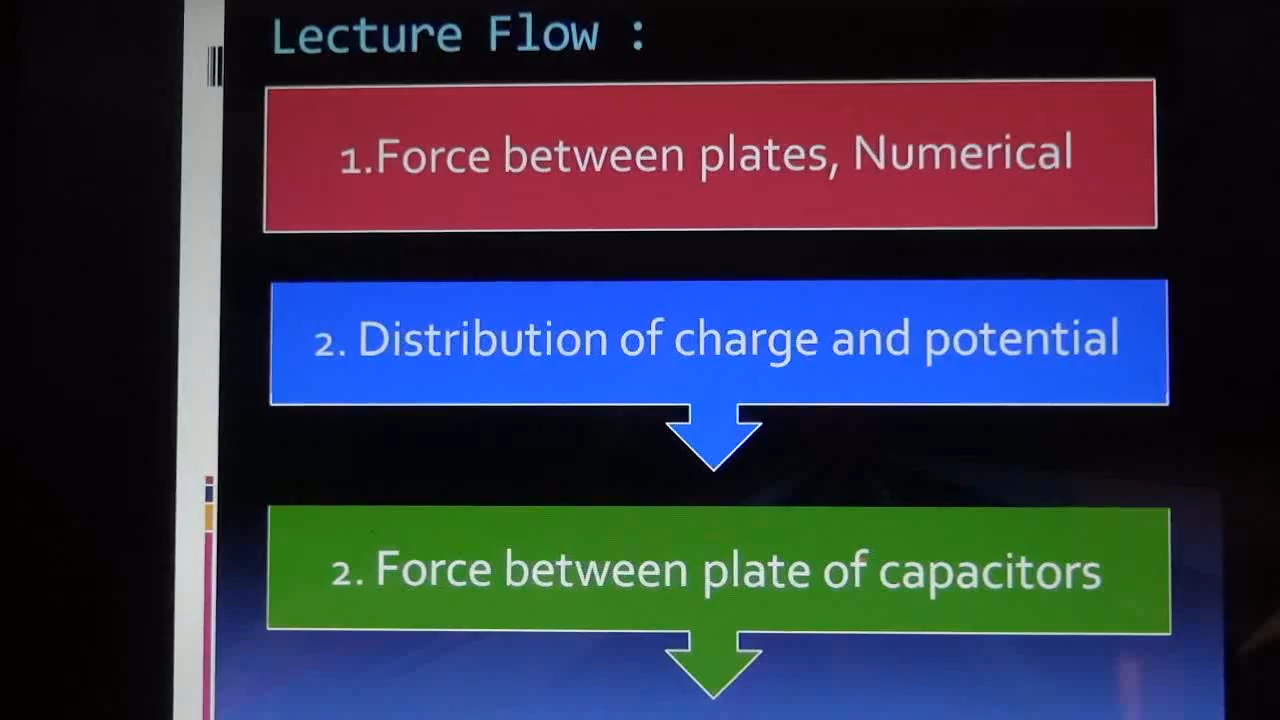 Lecture Flow :
1.Force between plates, Numerical
2. Distribution of charge and potential
2. Force between plate of capacitors